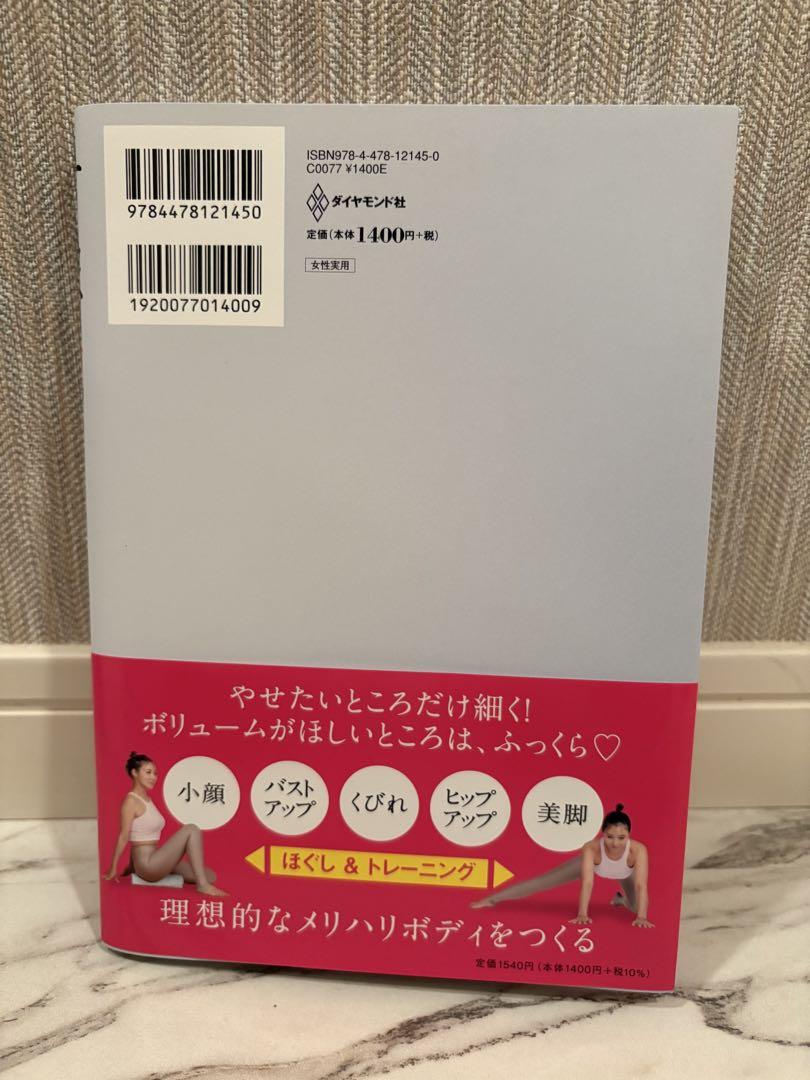 9784478121450
1920077014009
ISBN978-4-478-12145-0
C0077 ¥1400E
ダイヤモンド社
定価(本体1400円+税)
女性実用
やせたいところだけ細く!
ボリュームがほしいところは、ふっくら♡
小顔
バスト
アップ
くびれ
ヒップ
アップ
美脚
ほぐし & トレーニング
理想的なメリハリボディをつくる
定価1540円(本体1400円+税10%)